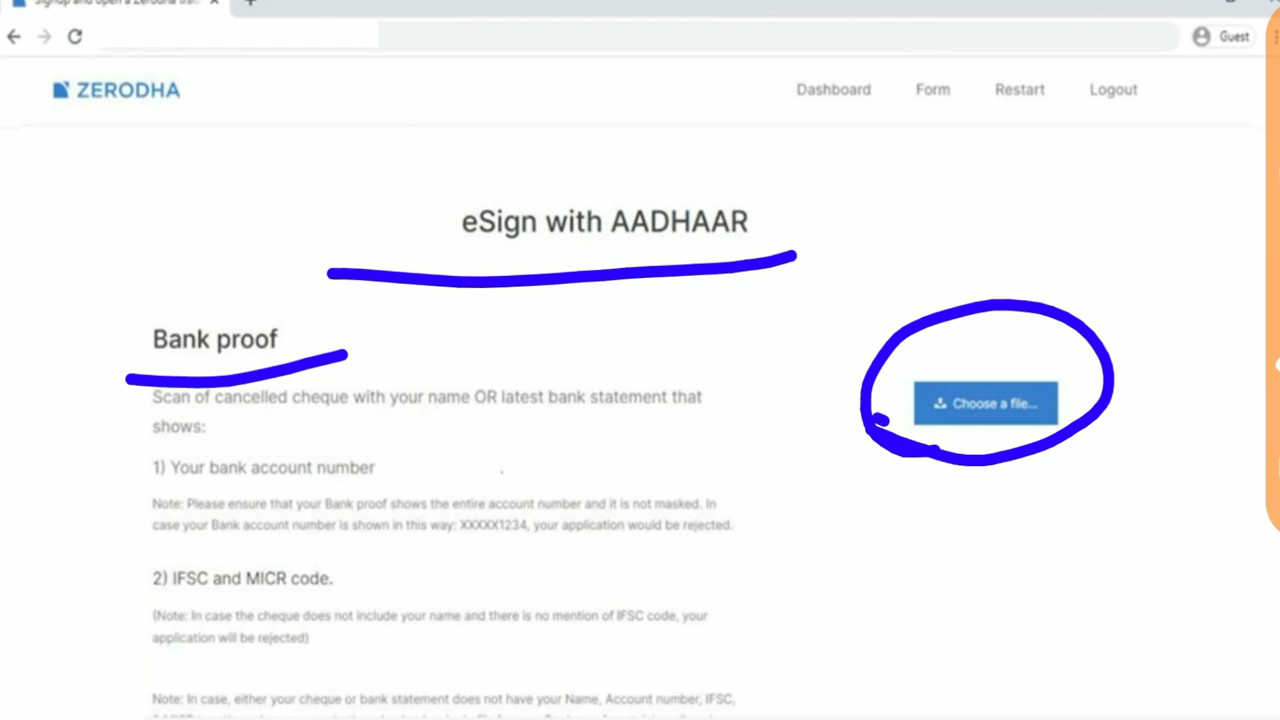 Signup and open a Zerodha tra...
Guest
ZERODHA
Dashboard Form Restart Logout
eSign with AADHAAR
Bank proof
Scan of cancelled cheque with your name OR latest bank statement that
shows:
Choose a file...
1) Your bank account number
Note: Please ensure that your Bank proof shows the entire account number and it is not masked. In
case your Bank account number is shown in this way: XXXXX1234, your application would be rejected.
2) IFSC and MICR code.
(Note: In case the cheque does not include your name and there is no mention of IFSC code, your
application will be rejected)
Note: In case, either your cheque or bank statement does not have your Name, Account number, IFSC,